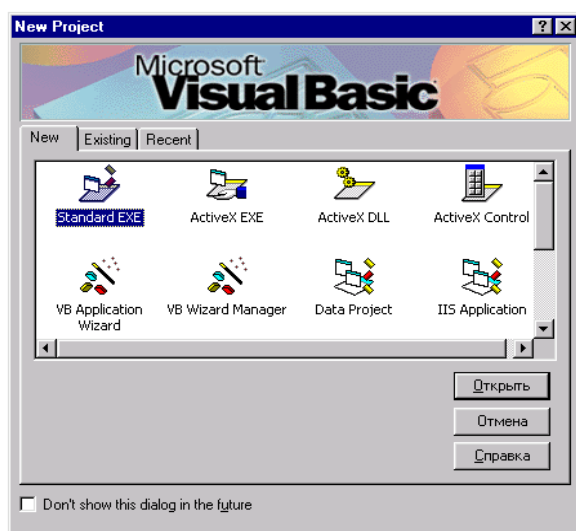 New Project
Microsoft
Visual Basic
New Existing Recent
Standard EXE ActiveX EXE ActiveX DLL ActiveX Control
VB Application Wizard VB Wizard Manager Data Project IIS Application
Открыть
Отмена
Справка
Don't show this dialog in the future